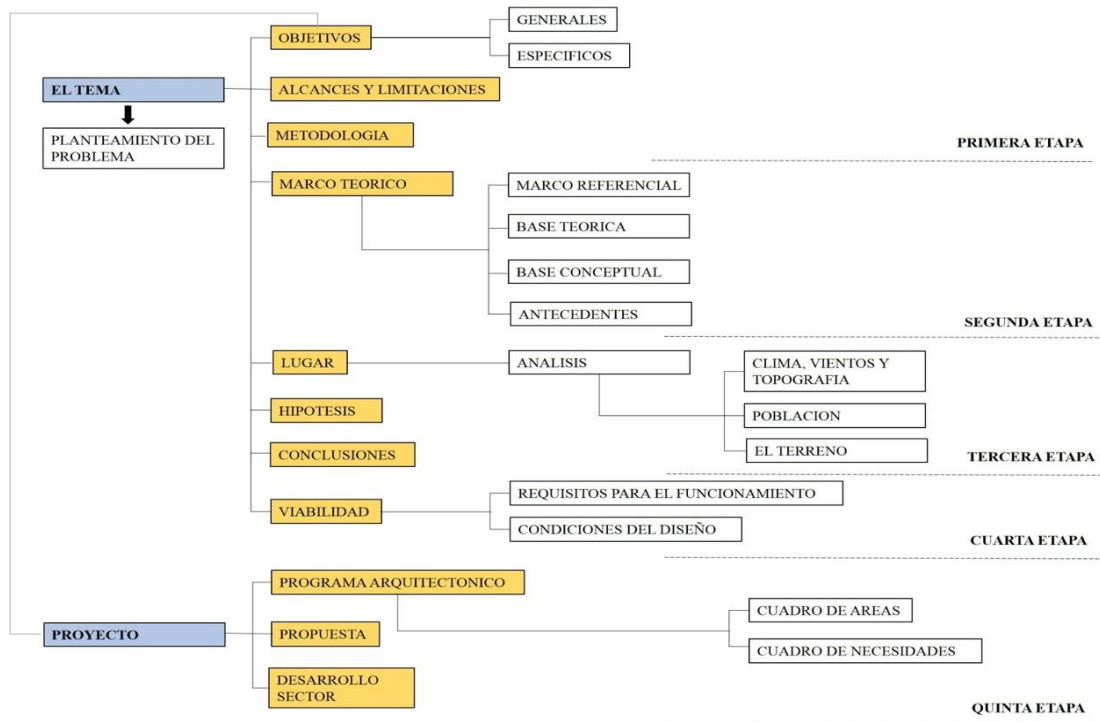 GENERALES
OBJETIVOS
ESPECIFICOS
EL TEMA
ALCANCES Y LIMITACIONES
PLANTEAMIENTO DEL
PROBLEMA
METODOLOGIA
PRIMERA ETAPA
MARCO TEORICO
MARCO REFERENCIAL
BASE TEORICA
BASE CONCEPTUAL
ANTECEDENTES
SEGUNDA ETAPA
LUGAR
ANALISIS
CLIMA, VIENTOS Y
TOPOGRAFIA
HIPOTESIS
POBLACION
CONCLUSIONES
EL TERRENO
TERCERA ETAPA
VIABILIDAD
REQUISITOS PARA EL FUNCIONAMIENTO
CONDICIONES DEL DISEÑO
CUARTA ETAPA
PROGRAMA ARQUITECTONICO
CUADRO DE AREAS
PROYECTO
PROPUESTA
CUADRO DE NECESIDADES
DESARROLLO
SECTOR
QUINTA ETAPA